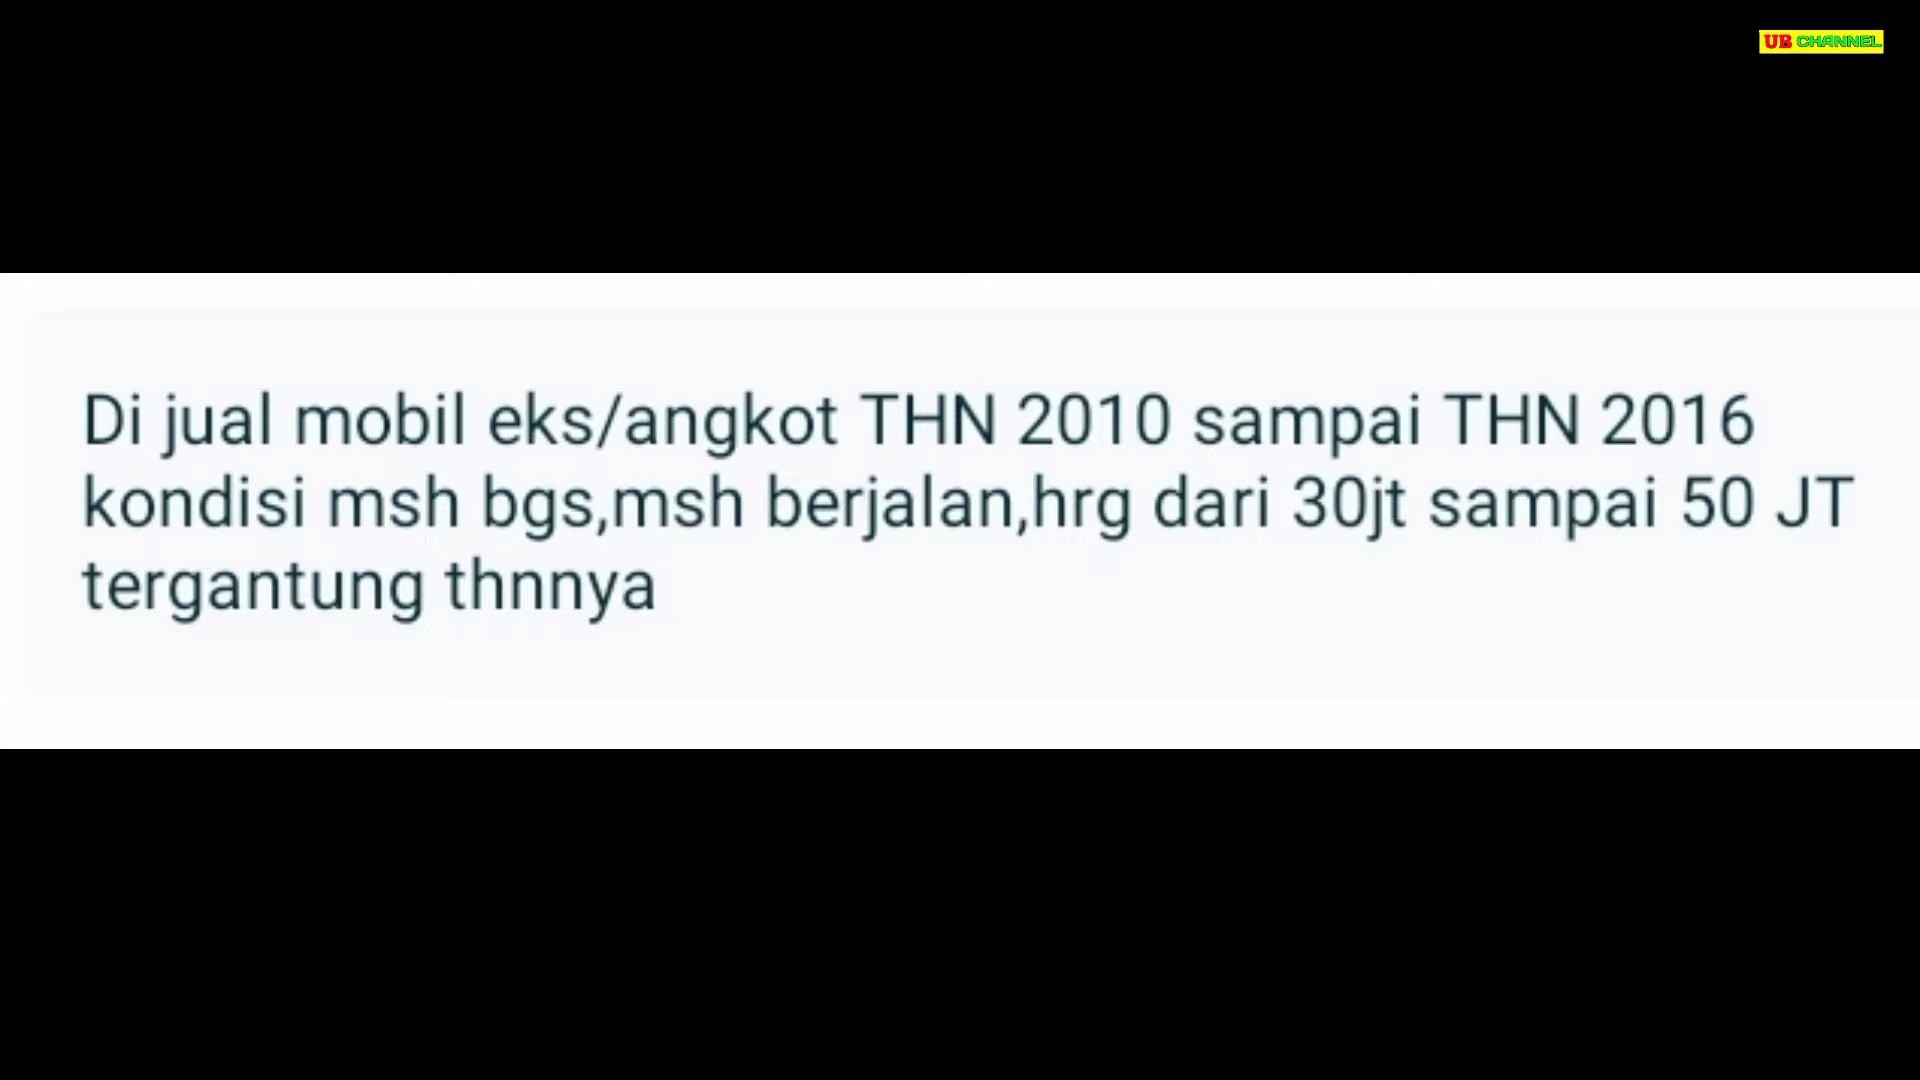 UB CHANNEL
Di jual mobil eks/angkot THN 2010 sampai THN 2016
kondisi msh bgs,msh berjalan,hrg dari 30jt sampai 50 JT
tergantung thnnya